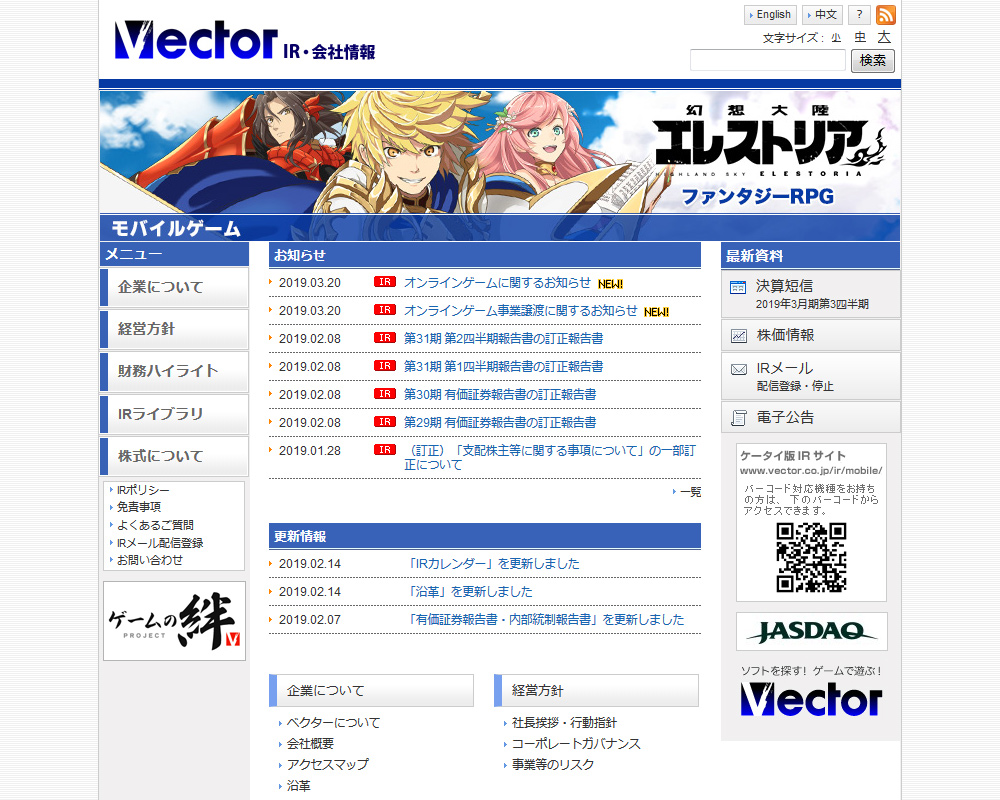 Vector IR・会社情報
English
中文
?
文字サイズ： 小 中 大
検索
幻想大陸
エレストリア
HIGHLAND SKY ELESTORIA
ファンタジーRPG
モバイルゲーム
メニュー
企業について
経営方針
財務ハイライト
IRライブラリ
株式について
IRポリシー
免責事項
よくあるご質問
IRメール配信登録
お問い合わせ
ゲームの絆
PROJECT
V
お知らせ
2019.03.20 IR オンラインゲームに関するお知らせ NEW!
2019.03.20 IR オンラインゲーム事業譲渡に関するお知らせ NEW!
2019.02.08 IR 第31期 第2四半期報告書の訂正報告書
2019.02.08 IR 第31期 第1四半期報告書の訂正報告書
2019.02.08 IR 第30期 有価証券報告書の訂正報告書
2019.02.08 IR 第29期 有価証券報告書の訂正報告書
2019.01.28 IR （訂正）「支配株主等に関する事項について」の一部訂
正について
一覧
更新情報
2019.02.14 「IRカレンダー」を更新しました
2019.02.14 「沿革」を更新しました
2019.02.07 「有価証券報告書・内部統制報告書」を更新しました
企業について
ベクターについて
会社概要
アクセスマップ
沿革
経営方針
社長挨拶・行動指針
コーポレートガバナンス
事業等のリスク
最新資料
決算短信
2019年3月期第3四半期
株価情報
IRメール
配信登録・停止
電子公告
ケータイ版 IR サイト
www.vector.co.jp/ir/mobile/
バーコード対応機種をお持ち
の方は、下のバーコードから
アクセスできます。
JASDAQ
ソフトを探す! ゲームで遊ぶ!
Vector